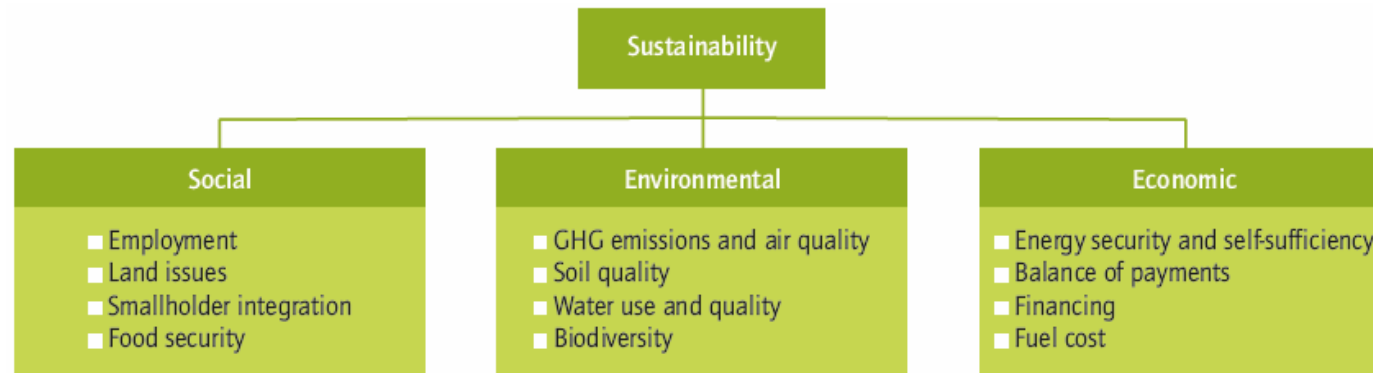 Sustainability
Social
Employment
Land issues
Smallholder integration
Food security
Environmental
GHG emissions and air quality
Soil quality
Water use and quality
Biodiversity
Economic
Energy security and self-sufficiency
Balance of payments
Financing
Fuel cost